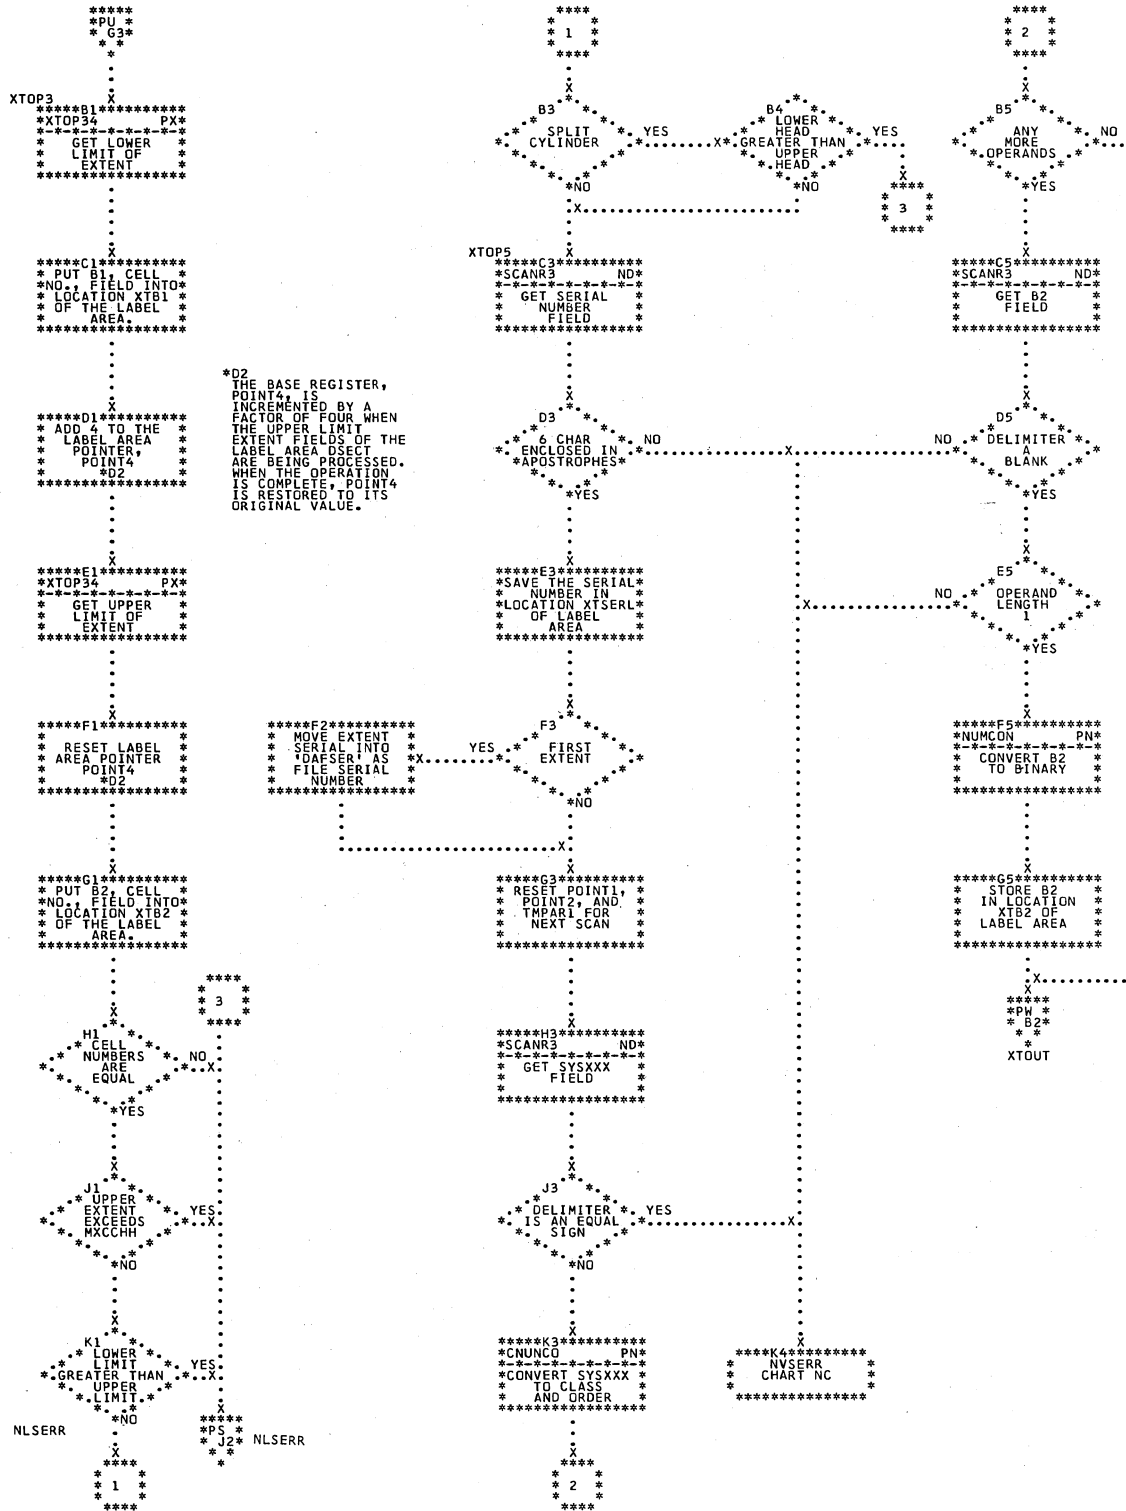 PU
G3
XTOP3
B1
XTOP34 PX
GET LOWER
LIMIT OF
EXTENT
C1
PUT B1, CELL
NO., FIELD INTO
LOCATION XTB1
OF THE LABEL
AREA.
D1
ADD 4 TO THE
LABEL AREA
POINTER,
POINT4
*D2
E1
XTOP34 PX
GET UPPER
LIMIT OF
EXTENT
F1
RESET LABEL
AREA POINTER
POINT4
*D2
G1
PUT B2, CELL
NO., FIELD INTO
LOCATION XTB2
OF THE LABEL
AREA.
H1
CELL
NUMBERS
ARE
EQUAL
NO
YES
J1
UPPER
EXTENT
EXCEEDS
MXCCHH
YES
NO
K1
LOWER
LIMIT
GREATER THAN
UPPER
LIMIT.
YES
NO
NLSERR
1
3
PS
J2
NLSERR
*D2
THE BASE REGISTER,
POINT4, IS
INCREMENTED BY A
FACTOR OF FOUR WHEN
THE UPPER LIMIT
EXTENT FIELDS OF THE
LABEL AREA DSECT
ARE BEING PROCESSED.
WHEN THE OPERATION
IS COMPLETE, POINT4
IS RESTORED TO ITS
ORIGINAL VALUE.
1
B3
SPLIT
CYLINDER
YES
NO
B4
LOWER
HEAD
GREATER THAN
UPPER
HEAD
YES
NO
3
XTOP5
C3
SCANR3 ND
GET SERIAL
NUMBER
FIELD
D3
6 CHAR
ENCLOSED IN
APOSTROPHES
NO
YES
E3
SAVE THE SERIAL
NUMBER IN
LOCATION XTSERL
OF LABEL
AREA
F3
FIRST
EXTENT
YES
NO
F2
MOVE EXTENT
SERIAL INTO
'DAFSER' AS
FILE SERIAL
NUMBER
G3
RESET POINT1,
POINT2, AND
TMPAR1 FOR
NEXT SCAN
H3
SCANR3 ND
GET SYSXXX
FIELD
J3
DELIMITER
IS AN EQUAL
SIGN
YES
NO
K3
CNUNCO PN
CONVERT SYSXXX
TO CLASS
AND ORDER
2
K4
NVSERR
CHART NC
2
B5
ANY
MORE
OPERANDS
NO
YES
C5
SCANR3 ND
GET B2
FIELD
D5
DELIMITER
A
BLANK
NO
YES
E5
OPERAND
LENGTH
1
NO
YES
F5
NUMCON PN
CONVERT B2
TO BINARY
G5
STORE B2
IN LOCATION
XTB2 OF
LABEL AREA
PW
B2
XTOUT